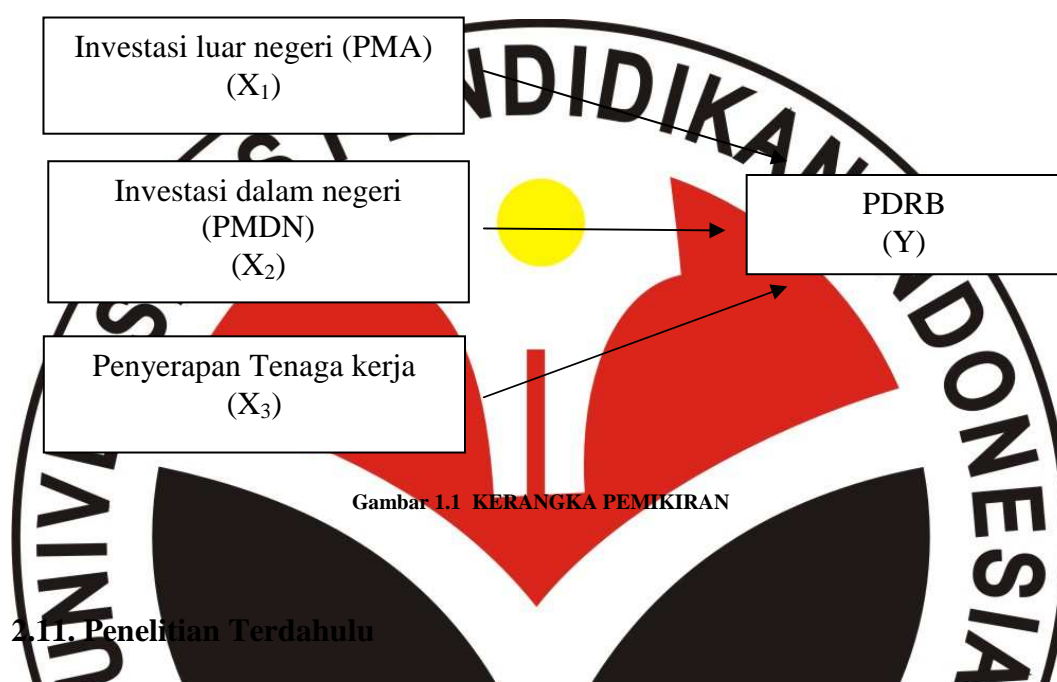 Investasi luar negeri (PMA)
(X₁)
Investasi dalam negeri
(PMDN)
(X₂)
Penyerapan Tenaga kerja
(X₃)
PDRB
(Y)
Gambar 1.1 KERANGKA PEMIKIRAN
2.11. Penelitian Terdahulu